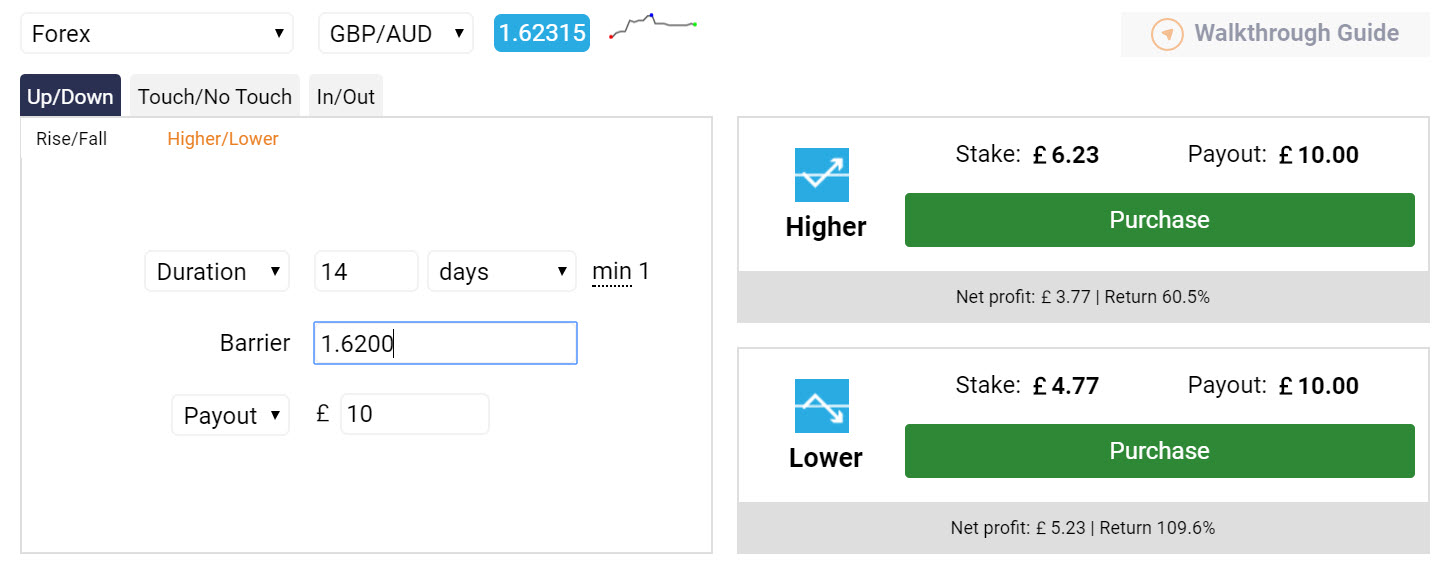 Forex GBP/AUD 1.62315 Walkthrough Guide
Up/Down Touch/No Touch In/Out
Rise/Fall Higher/Lower
Duration 14 days min 1
Barrier 1.6200
Payout £ 10
Stake: £ 6.23 Payout: £ 10.00
Higher
Purchase
Net profit: £ 3.77 | Return 60.5%
Stake: £ 4.77 Payout: £ 10.00
Lower
Purchase
Net profit: £ 5.23 | Return 109.6%